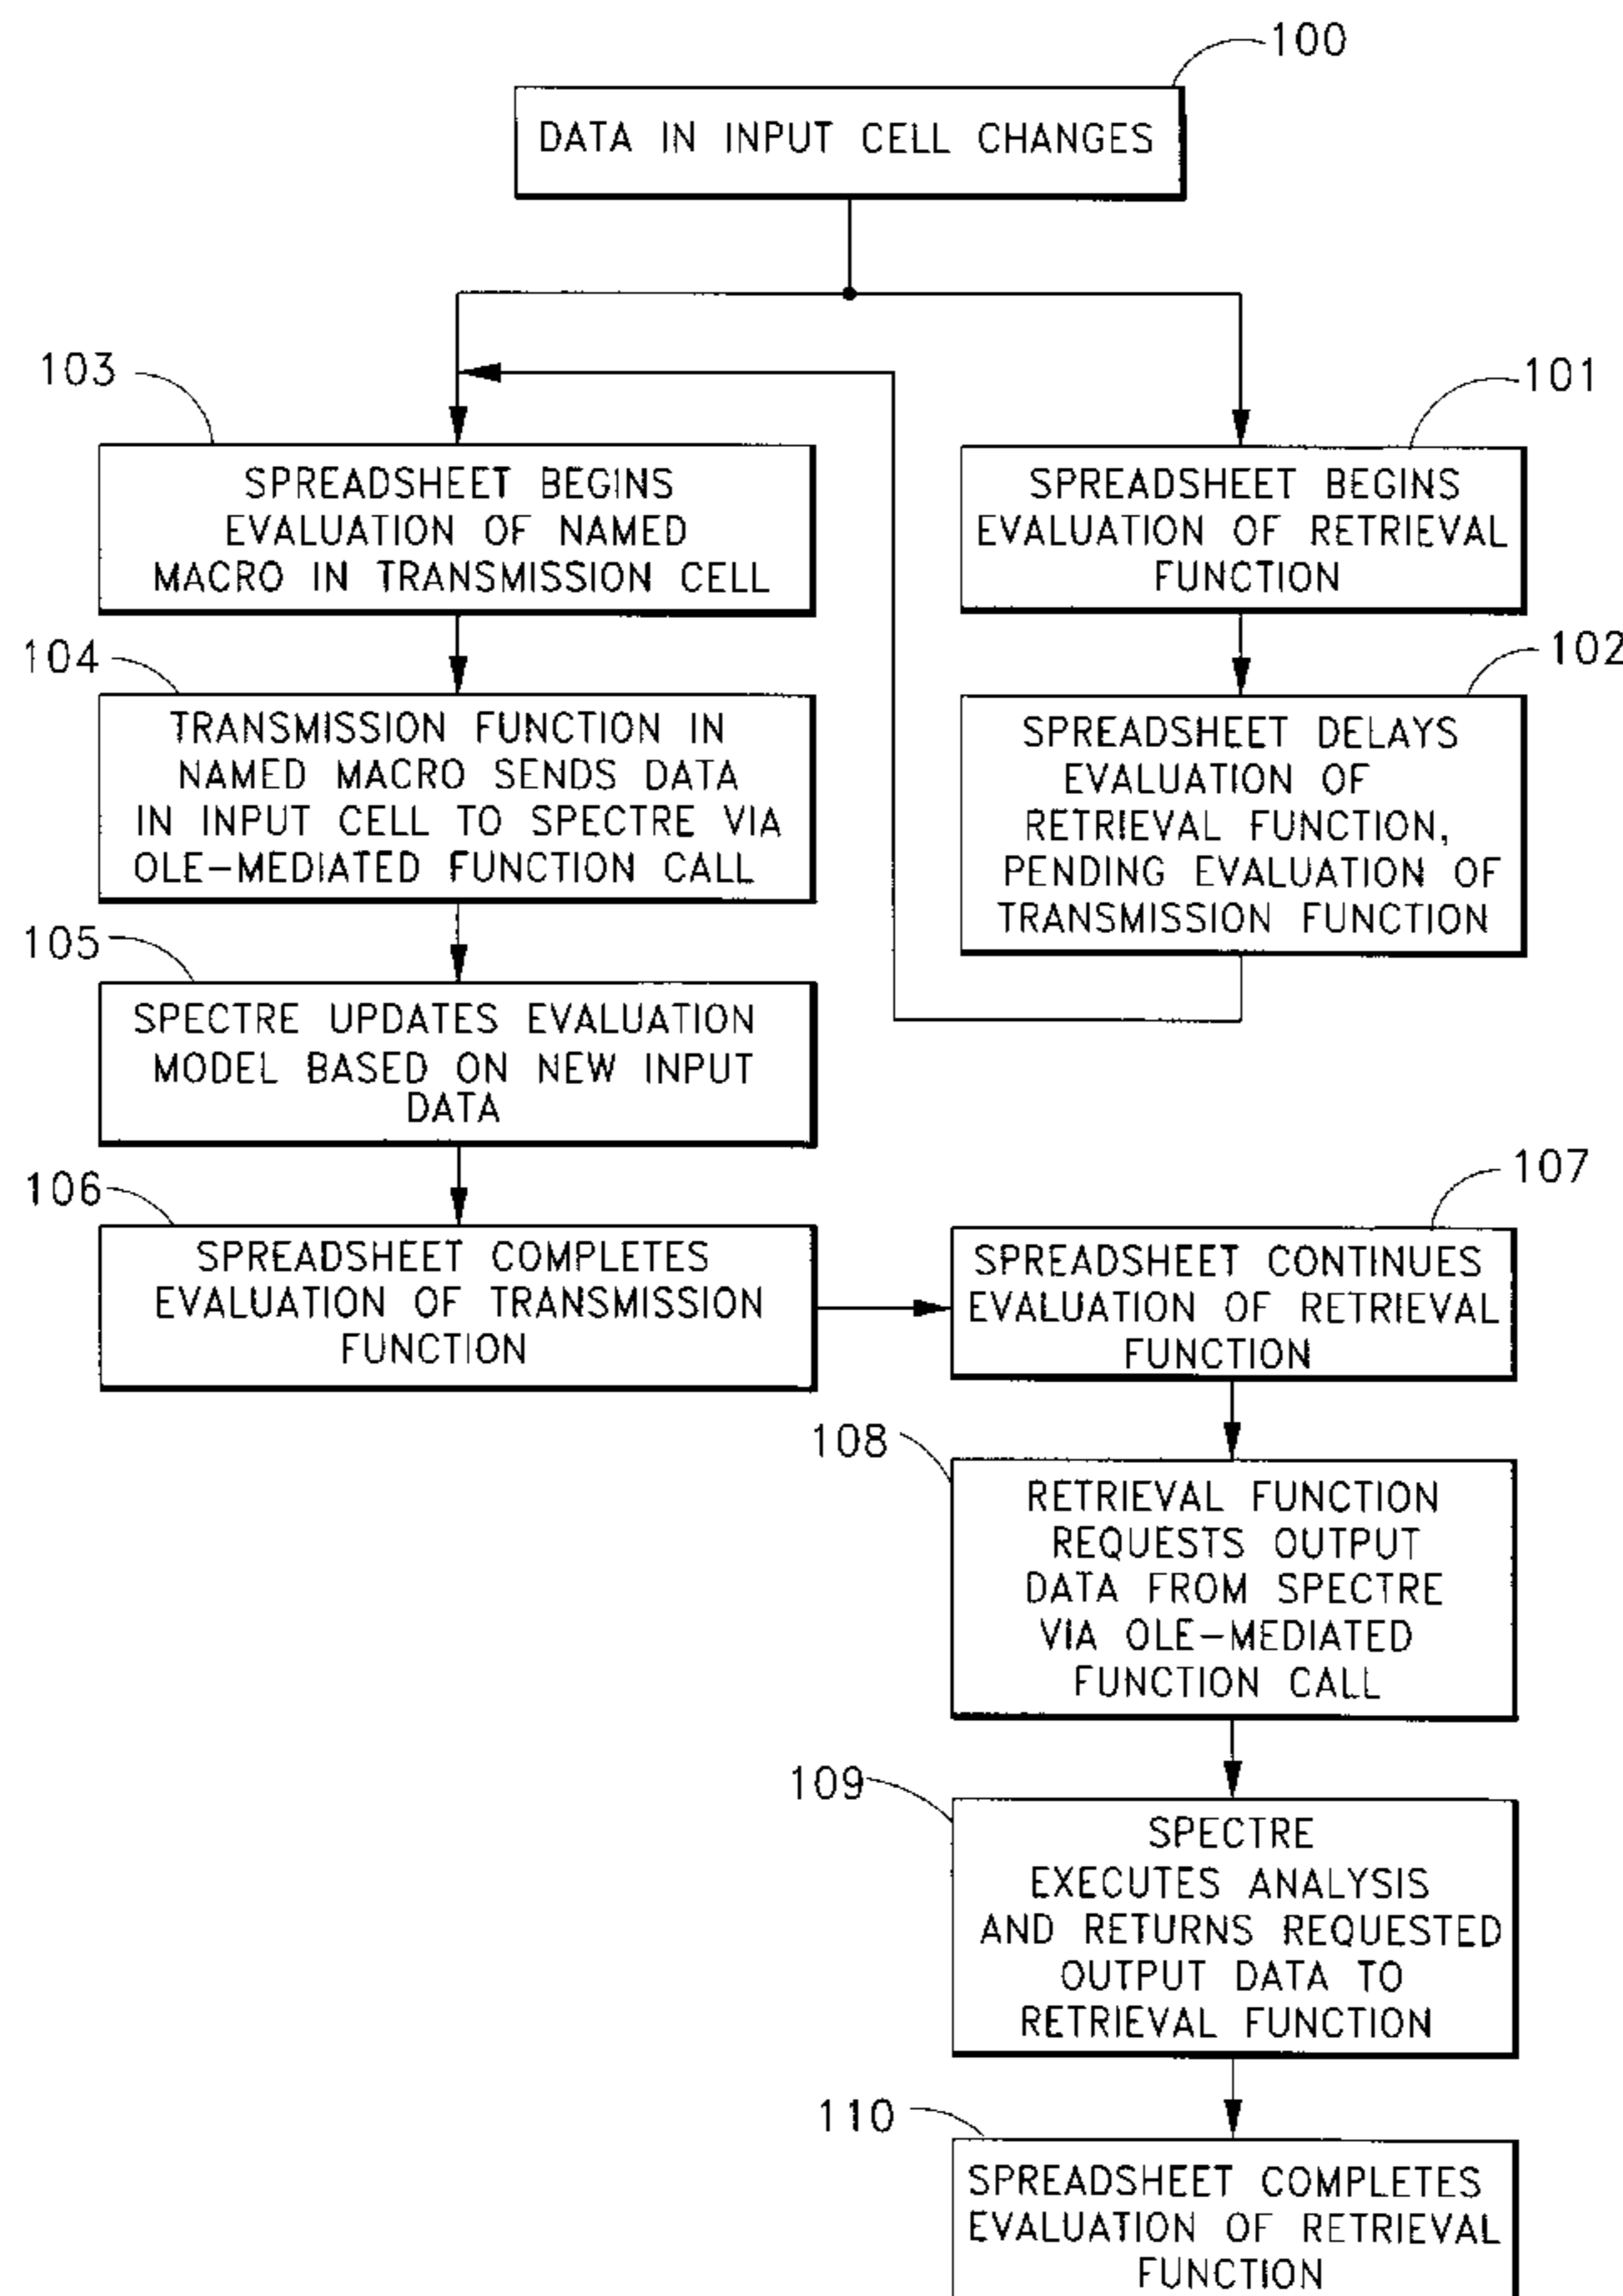 100
DATA IN INPUT CELL CHANGES
103
101
SPREADSHEET BEGINS
EVALUATION OF NAMED
MACRO IN TRANSMISSION CELL
SPREADSHEET BEGINS
EVALUATION OF RETRIEVAL
FUNCTION
104
102
TRANSMISSION FUNCTION IN
NAMED MACRO SENDS DATA
IN INPUT CELL TO SPECTRE VIA
OLE-MEDIATED FUNCTION CALL
SPREADSHEET DELAYS
EVALUATION OF
RETRIEVAL FUNCTION,
PENDING EVALUATION OF
TRANSMISSION FUNCTION
105
SPECTRE UPDATES EVALUATION
MODEL BASED ON NEW INPUT
DATA
106
107
SPREADSHEET COMPLETES
EVALUATION OF TRANSMISSION
FUNCTION
SPREADSHEET CONTINUES
EVALUATION OF RETRIEVAL
FUNCTION
108
RETRIEVAL FUNCTION
REQUESTS OUTPUT
DATA FROM SPECTRE
VIA OLE-MEDIATED
FUNCTION CALL
109
SPECTRE
EXECUTES ANALYSIS
AND RETURNS REQUESTED
OUTPUT DATA TO
RETRIEVAL FUNCTION
110
SPREADSHEET COMPLETES
EVALUATION OF RETRIEVAL
FUNCTION